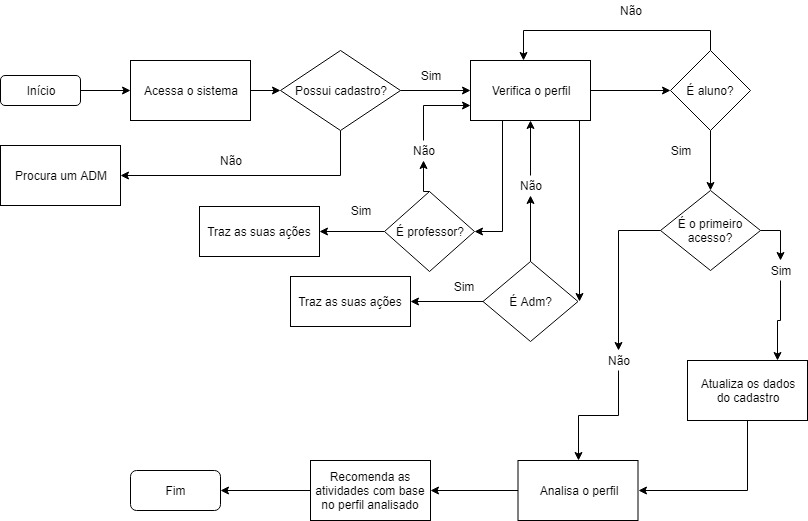 Não
Início
Acessa o sistema
Possui cadastro?
Sim
Verifica o perfil
É aluno?
Não
Procura um ADM
Não
Sim
Sim
Traz as suas ações
É professor?
Não
É o primeiro
acesso?
Sim
Traz as suas ações
Sim
É Adm?
Não
Atualiza os dados
do cadastro
Fim
Recomenda as
atividades com base
no perfil analisado
Analisa o perfil